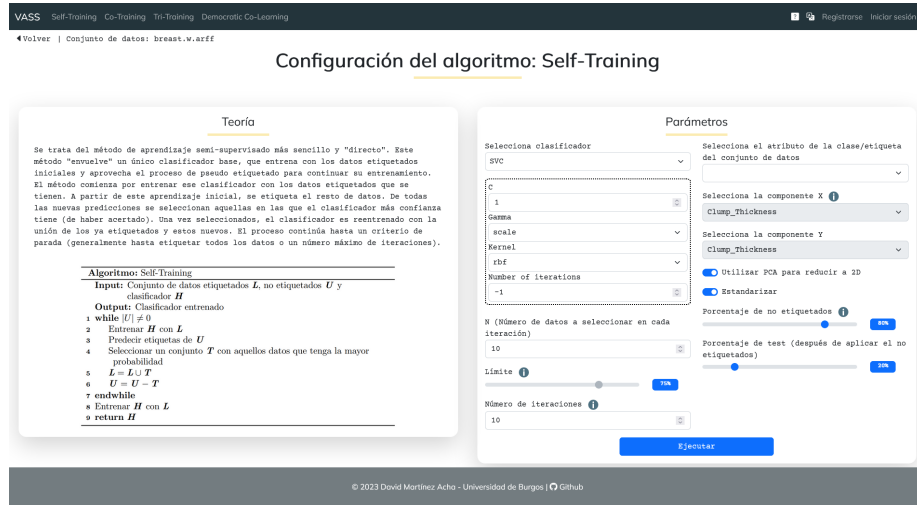 VASS Self-Training Co-Training Tri-Training Democratic Co-Learning
Registrarse Iniciar sesión
Volver | Conjunto de datos: breast.w.arff
Configuración del algoritmo: Self-Training
Teoría
Se trata del método de aprendizaje semi-supervisado más sencillo y "directo". Este
método "envuelve" un único clasificador base, que entrena con los datos etiquetados
iniciales y aprovecha el proceso de pseudo etiquetado para continuar su entrenamiento.
El método comienza por entrenar ese clasificador con los datos etiquetados que se
tienen. A partir de este aprendizaje inicial, se etiqueta el resto de datos. De todas
las nuevas predicciones se seleccionan aquellas en las que el clasificador más confianza
tiene (de haber acertado). Una vez seleccionados, el clasificador es reentrenado con la
unión de los ya etiquetados y estos nuevos. El proceso continúa hasta un criterio de
parada (generalmente hasta etiquetar todos los datos o un número máximo de iteraciones).
Algoritmo: Self-Training
Input: Conjunto de datos etiquetados L, no etiquetados U y
clasificador H
Output: Clasificador entrenado
1 while |U| ≠ 0
2 Entrenar H con L
3 Predecir etiquetas de U
4 Seleccionar un conjunto T con aquellos datos que tenga la mayor
probabilidad
5 L = L ∪ T
6 U = U − T
7 endwhile
8 Entrenar H con L
9 return H
Parámetros
Selecciona clasificador
SVC
C
1
Gamma
scale
Kernel
rbf
Number of iterations
-1
N (Número de datos a seleccionar en cada
iteración)
10
Límite
75%
Número de iteraciones
10
Selecciona el atributo de la clase/etiqueta
del conjunto de datos
Selecciona la componente X
Clump_Thickness
Selecciona la componente Y
Clump_Thickness
Utilizar PCA para reducir a 2D
Estandarizar
Porcentaje de no etiquetados
80%
Porcentaje de test (después de aplicar el no
etiquetados)
20%
Ejecutar
© 2023 David Martínez Acha - Universidad de Burgos | Github